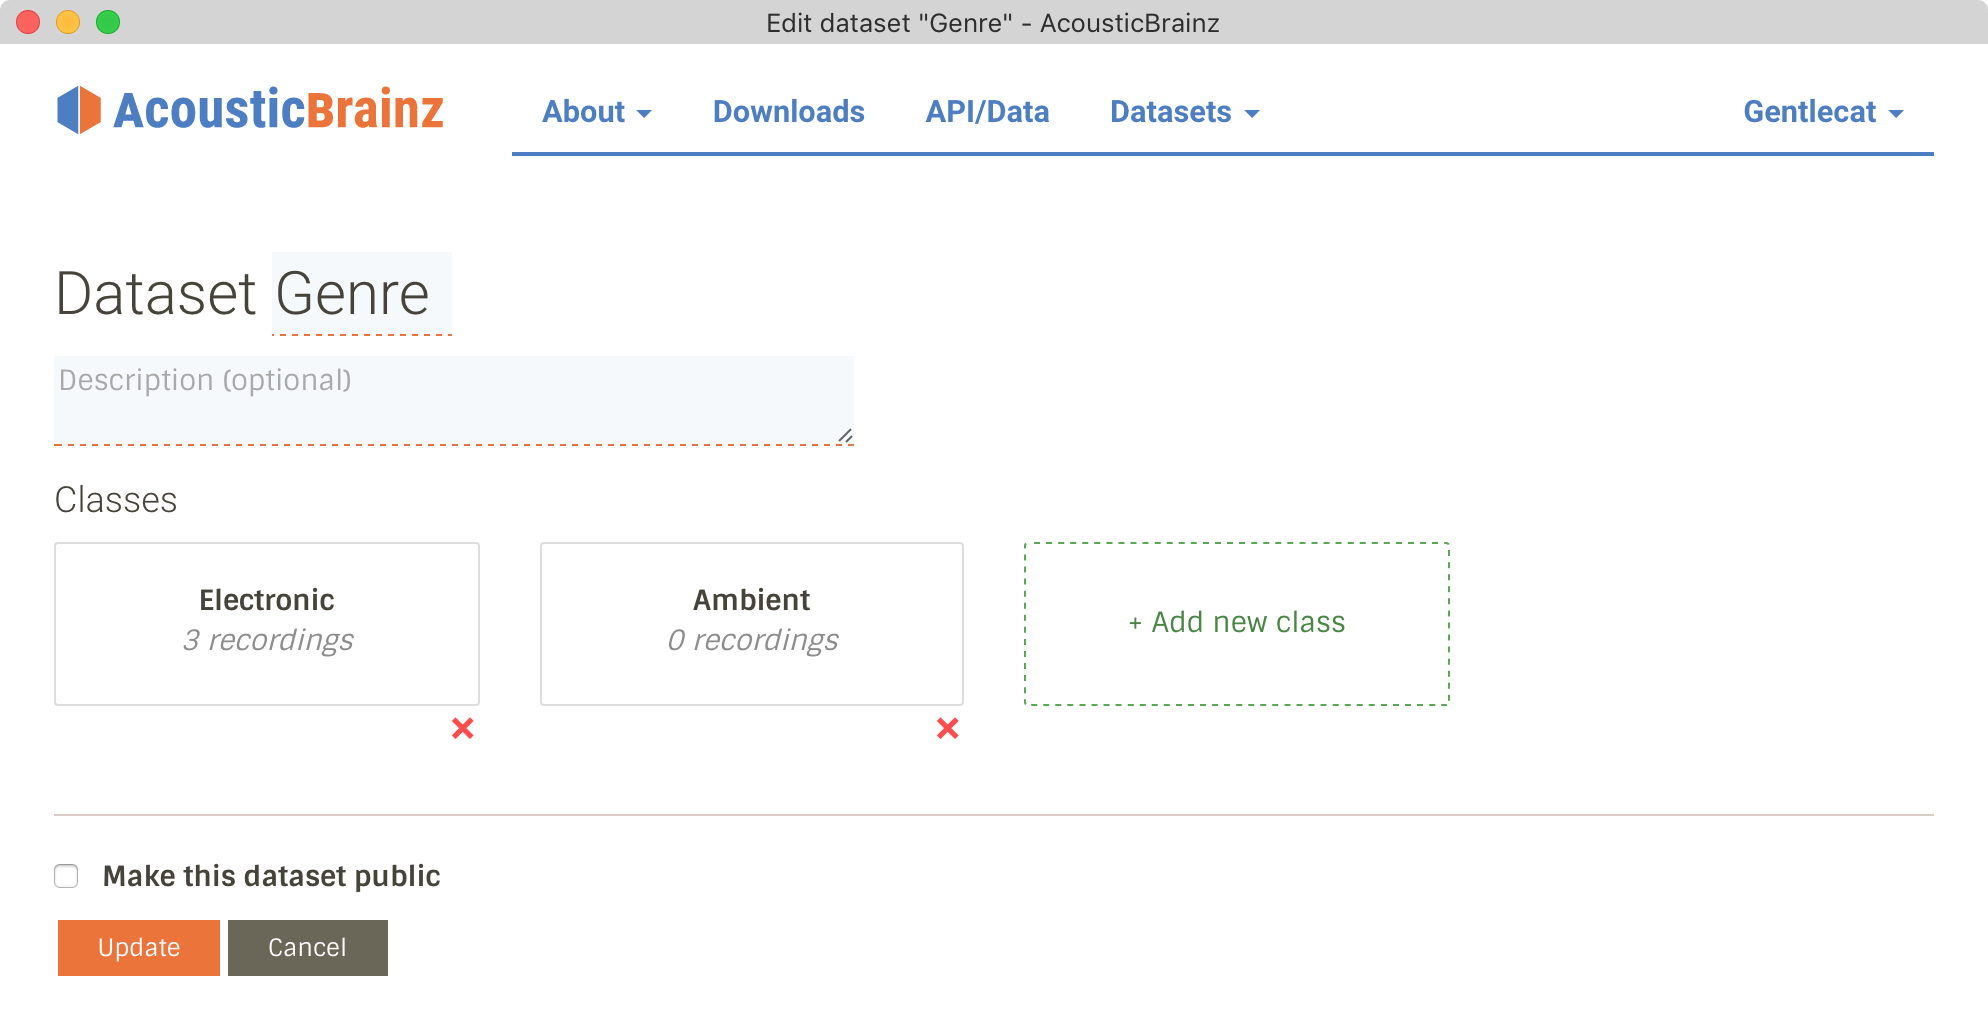 Edit dataset "Genre" - AcousticBrainz
AcousticBrainz About Downloads API/Data Datasets Gentlecat
Dataset Genre
Description (optional)
Classes
Electronic
3 recordings
Ambient
0 recordings
+ Add new class
Make this dataset public
Update Cancel